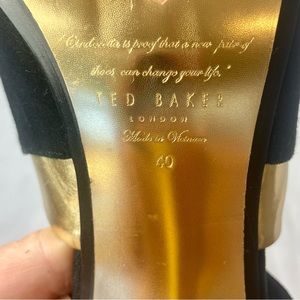 "Cinderella is proof that a new pair of
shoes can change your life."
TED BAKER
LONDON
Made in Vietnam
40